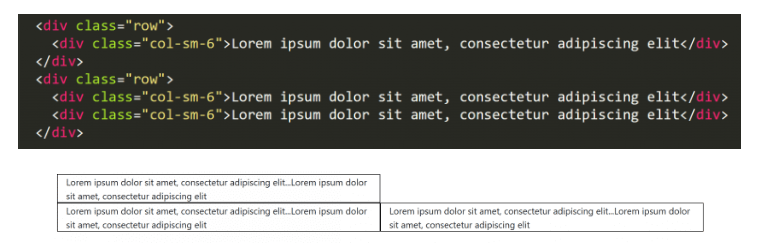 <div class="row">
<div class="col-sm-6">Lorem ipsum dolor sit amet, consectetur adipiscing elit</div>
</div>
<div class="row">
<div class="col-sm-6">Lorem ipsum dolor sit amet, consectetur adipiscing elit</div>
<div class="col-sm-6">Lorem ipsum dolor sit amet, consectetur adipiscing elit</div>
</div>
Lorem ipsum dolor sit amet, consectetur adipiscing elit...Lorem ipsum dolor
sit amet, consectetur adipiscing elit
Lorem ipsum dolor sit amet, consectetur adipiscing elit...Lorem ipsum dolor
sit amet, consectetur adipiscing elit
Lorem ipsum dolor sit amet, consectetur adipiscing elit...Lorem ipsum dolor
sit amet, consectetur adipiscing elit